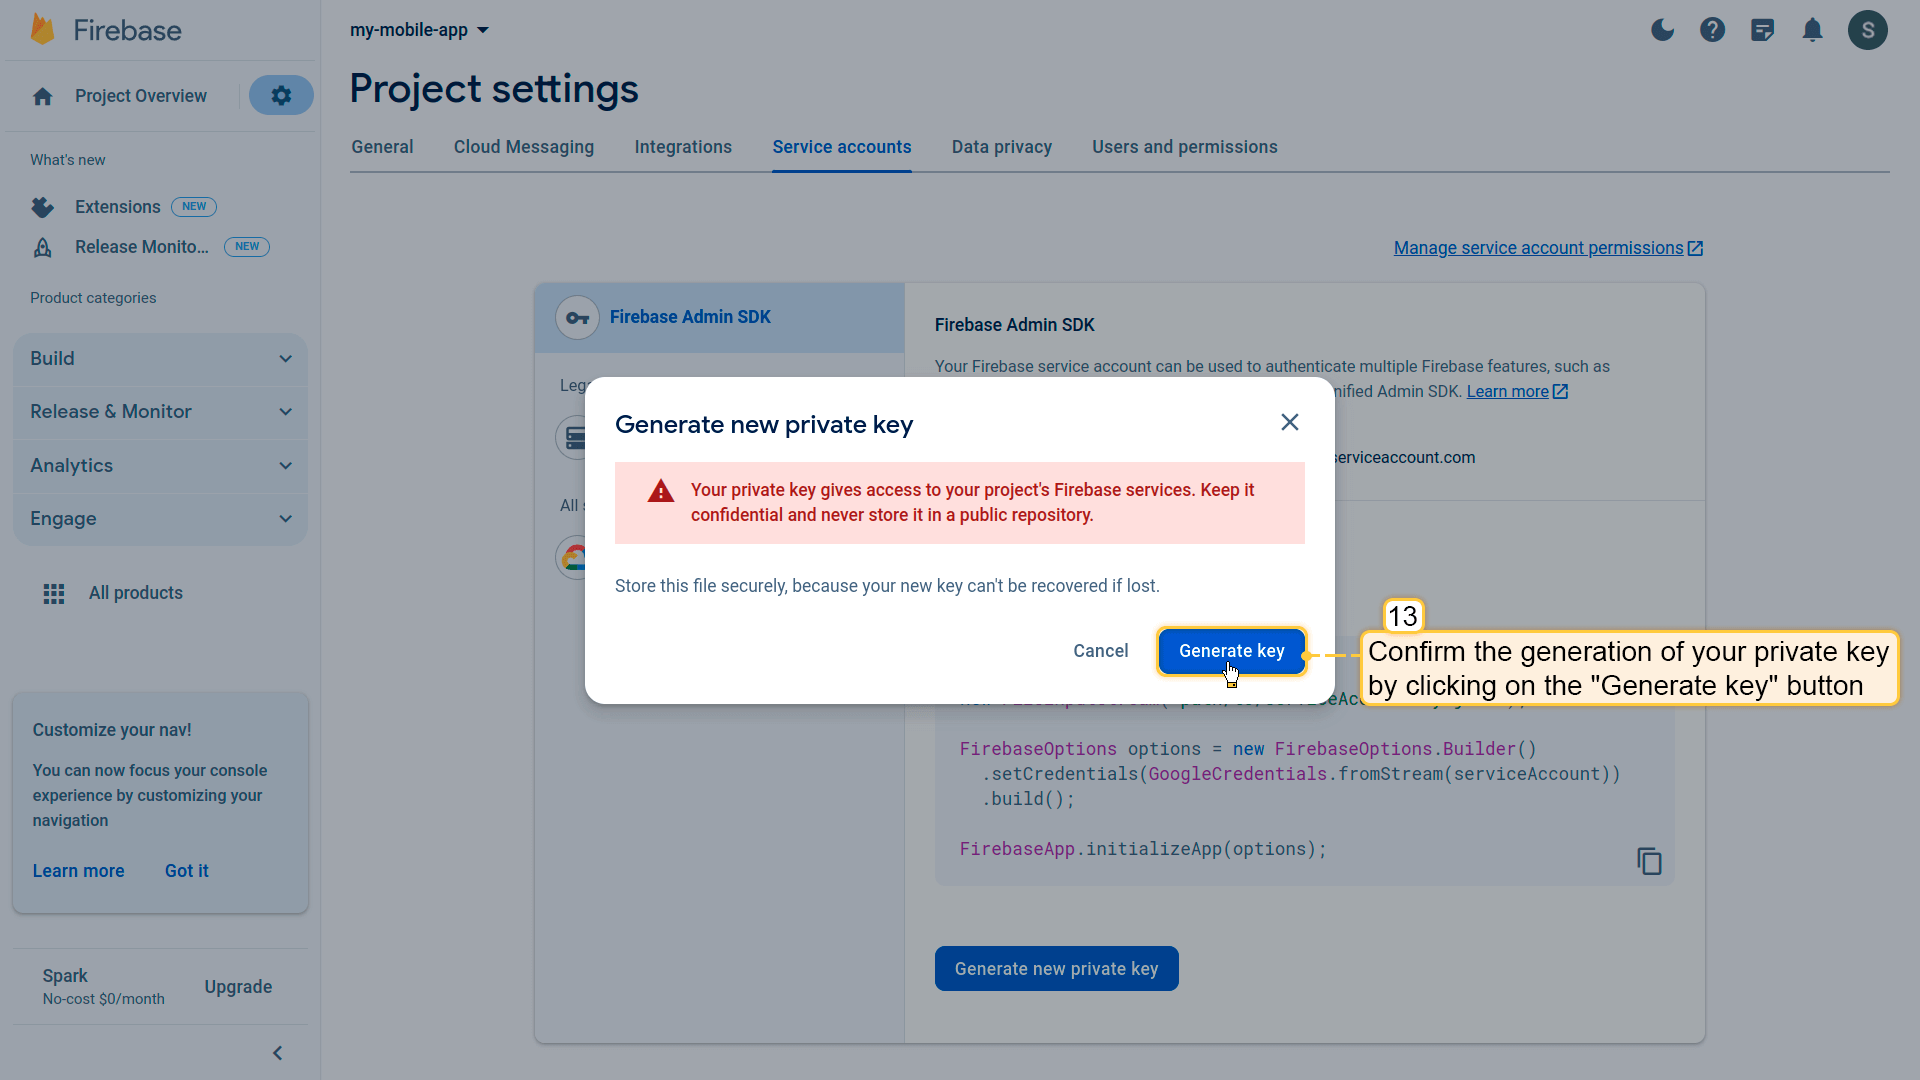 Firebase
my-mobile-app
Project Overview
Project settings
General
Cloud Messaging
Integrations
Service accounts
Data privacy
Users and permissions
S
What's new
Extensions
NEW
Release Monito...
NEW
Product categories
Build
Release & Monitor
Analytics
Engage
All products
Customize your nav!
You can now focus your console
experience by customizing your
navigation
Learn more
Got it
Spark
No-cost $0/month
Upgrade
Manage service account permissions
Firebase Admin SDK
Firebase Admin SDK
Your Firebase service account can be used to authenticate multiple Firebase features, such as
Admin SDK. Learn more
serviceaccount.com
All
Generate new private key
Your private key gives access to your project's Firebase services. Keep it
confidential and never store it in a public repository.
Store this file securely, because your new key can't be recovered if lost.
Cancel
Generate key
13
Confirm the generation of your private key
by clicking on the "Generate key" button
FirebaseOptions options = new FirebaseOptions.Builder()
.setCredentials(GoogleCredentials.fromStream(serviceAccount))
.build();
FirebaseApp.initializeApp(options);
Generate new private key